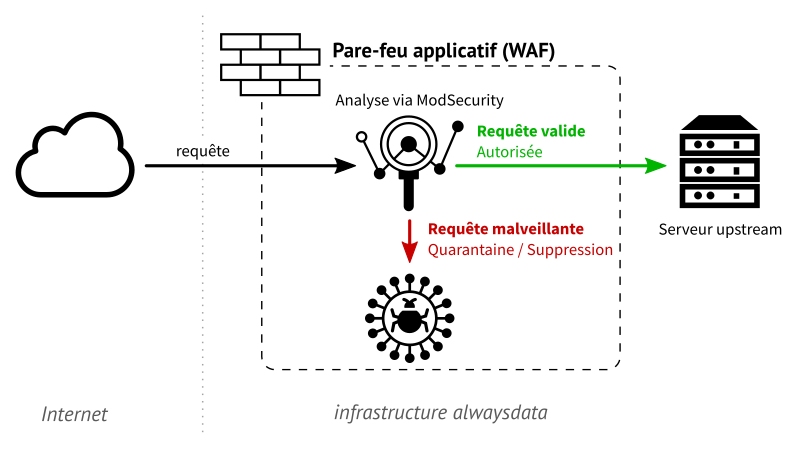 Pare-feu applicatif (WAF)
Analyse via ModSecurity
requête
Requête valide
Autorisée
Serveur upstream
Requête malveillante
Quarantaine / Suppression
Internet
infrastructure alwaysdata